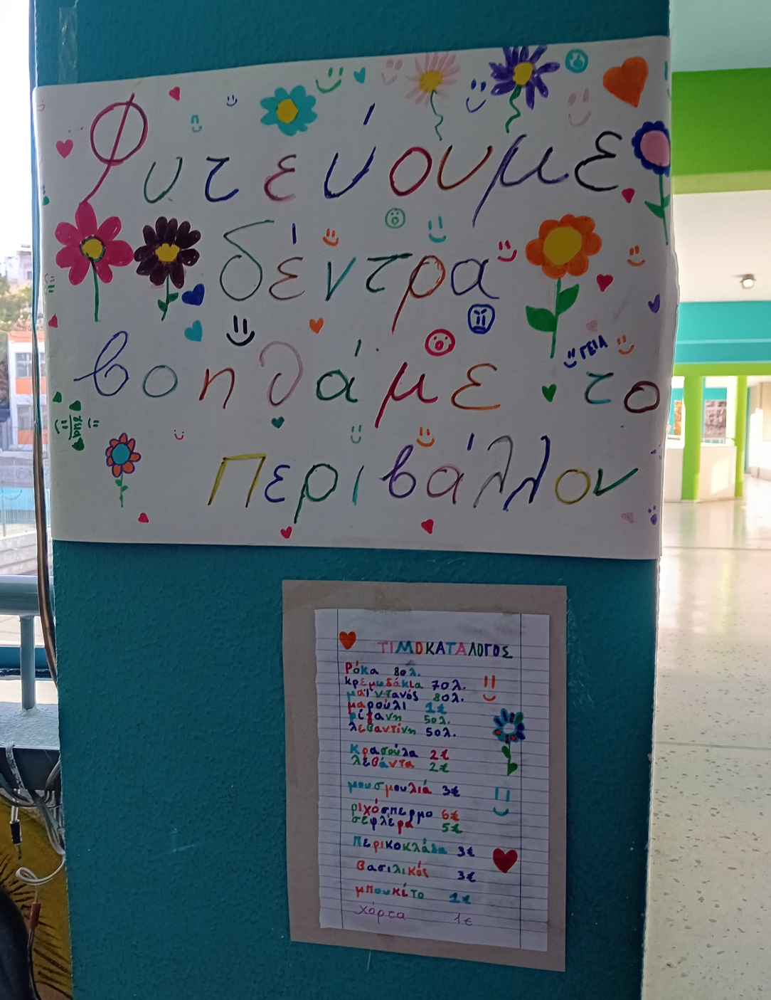 Φυτεύουμε
δέντρα
βοηθάμε το
ΓΕΙΑ
Περιβάλλον
ΤΙΜΟΚΑΤΑΛΟΓΟΣ
Ρόκα 80λ.
κρεμυδάκια 70λ.
μαϊντανός 80λ.
μαρούλι 1€
ρίγανη 50λ.
λεβαντίνη 50λ.
Κρασούλα 2€
λεβάντα 2€
μουσμουλιά 3€
ριχόσπερμο 6€
σεφλέρα 5€
Περικοκλάδα 3€
Βασιλικός 3€
μπουκέτο 1€
χόρτα 1€